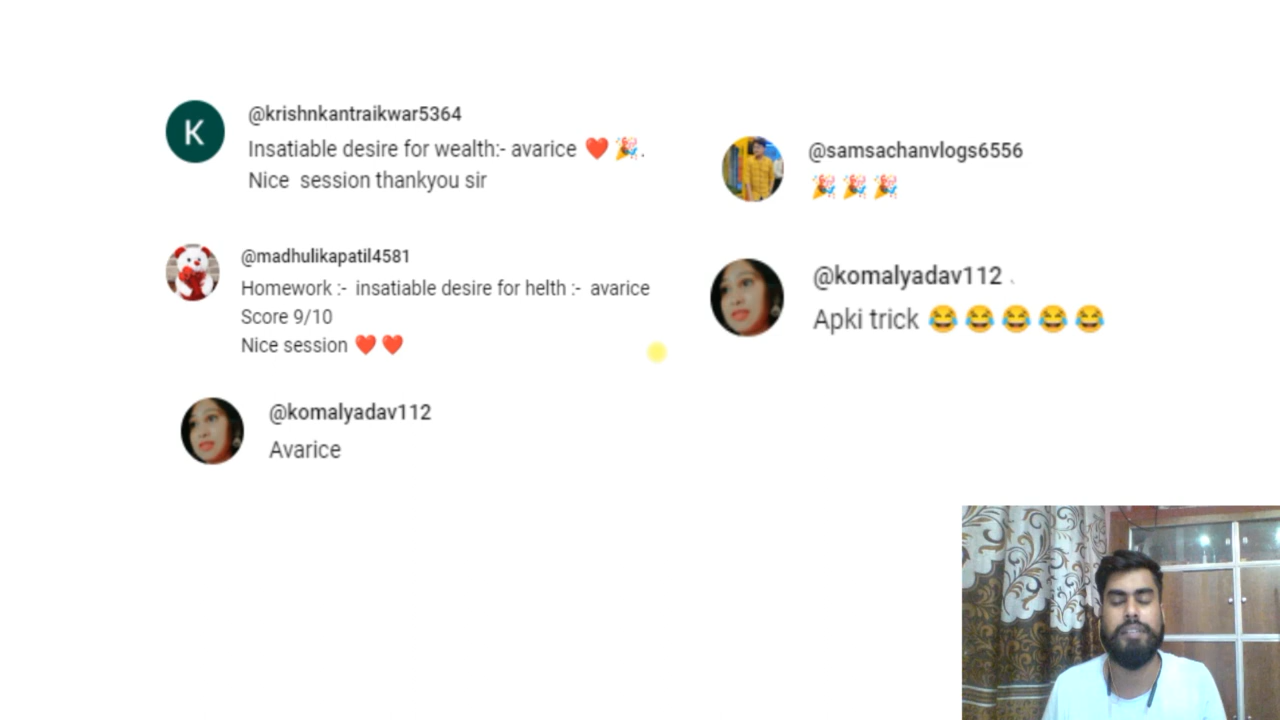 @krishnkantraikwar5364
Insatiable desire for wealth:- avarice ❤️ 🎉.
Nice session thankyou sir
@madhulikapatil4581
Homework :- insatiable desire for helth :- avarice
Score 9/10
Nice session ❤️ ❤️
@komalyadav112
Avarice
@samsachanvlogs6556
🎉 🎉 🎉
@komalyadav112 .
Apki trick 😂 😂 😂 😂 😂
K